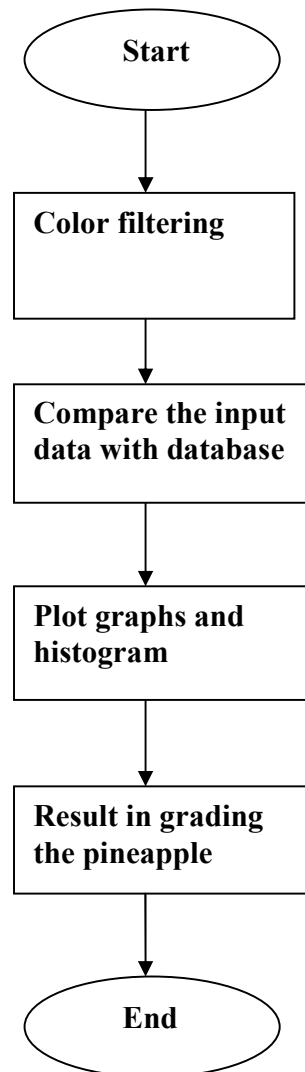 Start
Color filtering
Compare the input
data with database
Plot graphs and
histogram
Result in grading
the pineapple
End